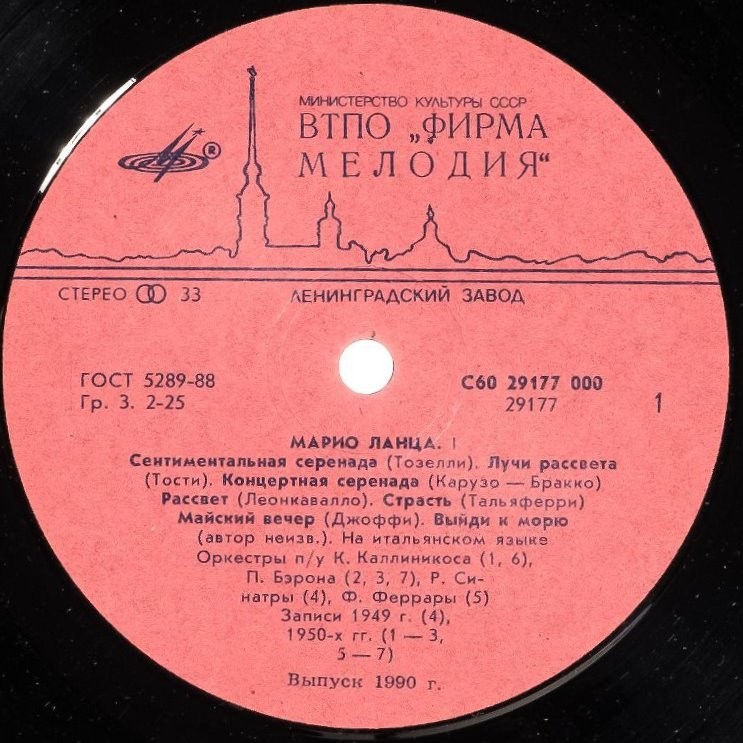 МИНИСТЕРСТВО КУЛЬТУРЫ СССР
ВТПО „ФИРМА
МЕЛОДИЯ“
®
СТЕРЕО 33 ЛЕНИНГРАДСКИЙ ЗАВОД
ГОСТ 5289-88 С60 29177 000
Гр. 3. 2-25 29177 1
МАРИО ЛАНЦА. I
Сентиментальная серенада (Тозелли). Лучи рассвета
(Тости). Концертная серенада (Карузо — Бракко)
Рассвет (Леонкавалло). Страсть (Тальяферри)
Майский вечер (Джоффи). Выйди к морю
(автор неизв.). На итальянском языке
Оркестры п/у К. Каллиникоса (1, 6),
П. Бэрона (2, 3, 7), Р. Си-
натры (4), Ф. Феррары (5)
Записи 1949 г. (4),
1950-х гг. (1 — 3,
5 — 7)
Выпуск 1990 г.